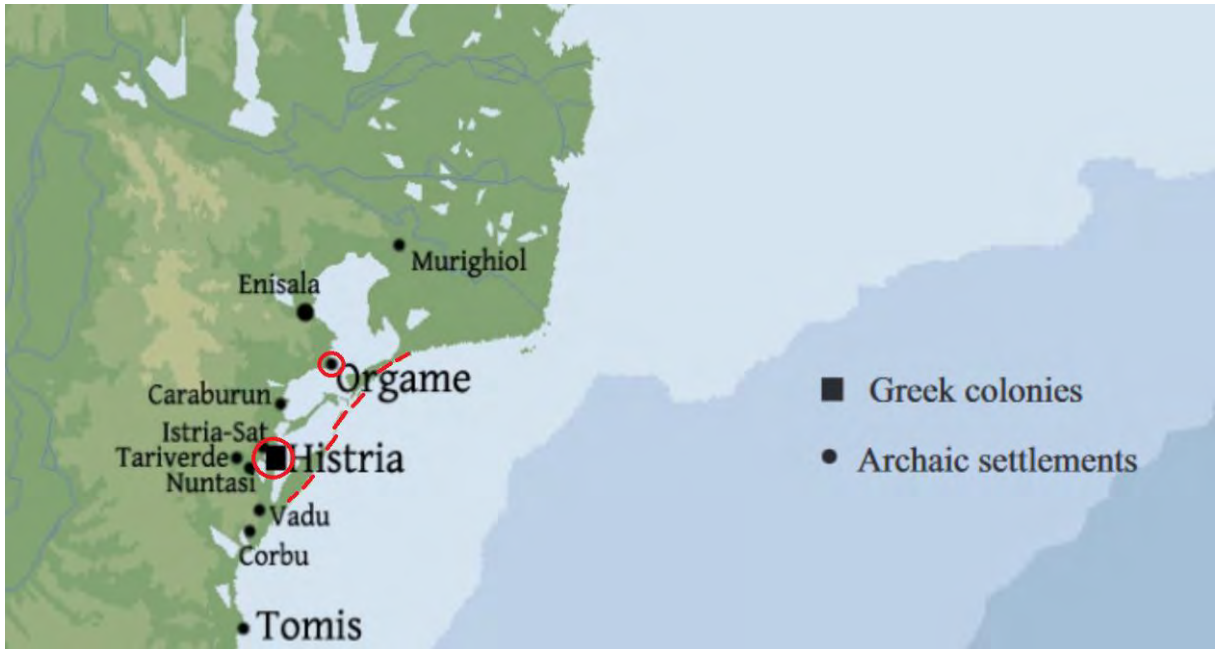 Murighiol
Enisala
Orgame
Caraburun
Istria-Sat
Tariverde
Histria
Nuntasi
Vadu
Corbu
Tomis
Greek colonies
Archaic settlements